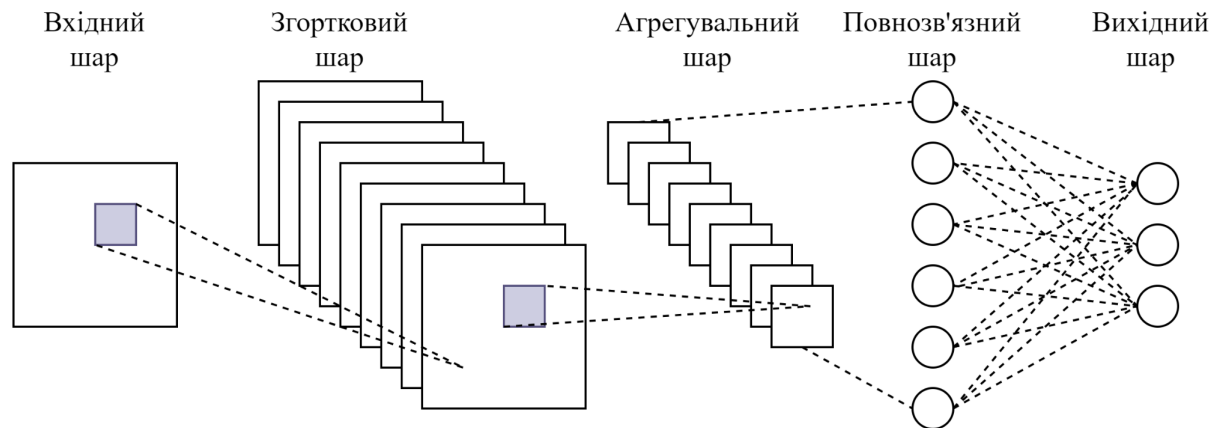 Вхідний
шар
Згортковий
шар
Агрегувальний
шар
Повнозв'язний
шар
Вихідний
шар